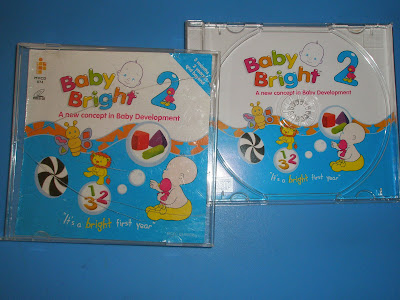 Baby
Bright
2
A new concept in Baby Development
1
2
3
"It's a bright first year"
Baby
Bright
2
A new concept in Baby Development
1
2
3
"It's a bright first year"